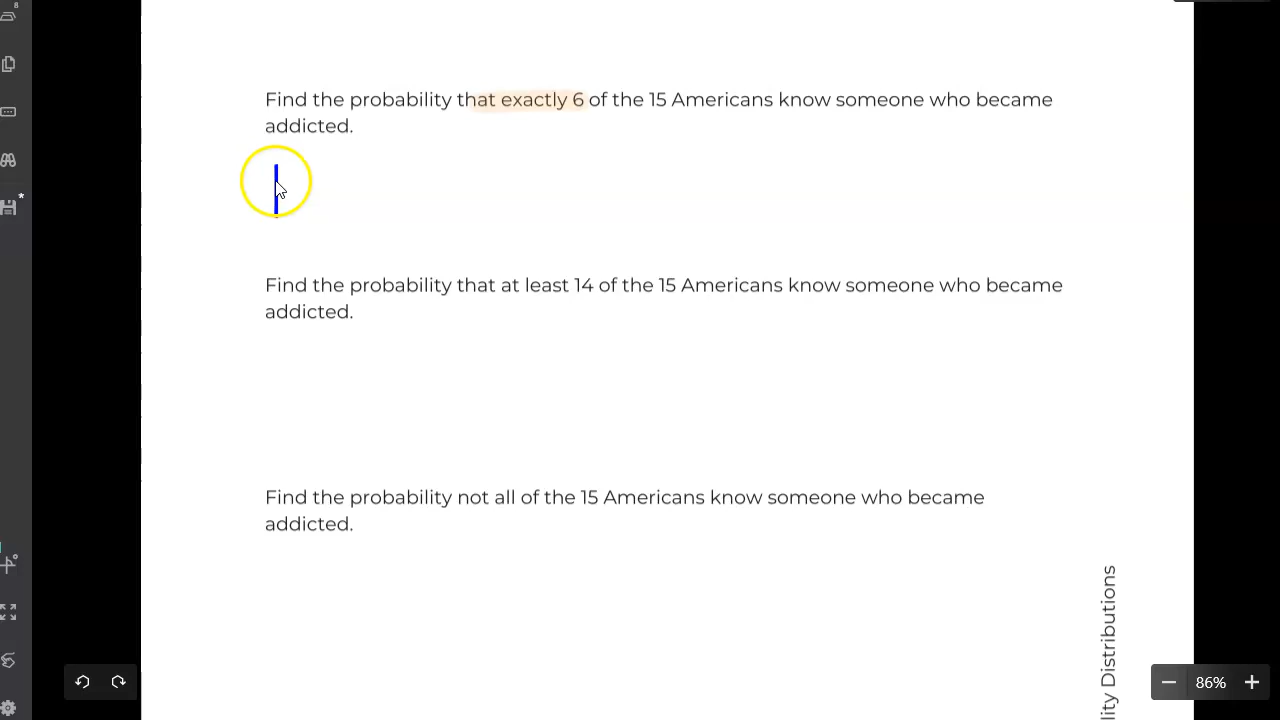 8
Find the probability that exactly 6 of the 15 Americans know someone who became
addicted.
Find the probability that at least 14 of the 15 Americans know someone who became
addicted.
Find the probability not all of the 15 Americans know someone who became
addicted.
lity Distributions
86%